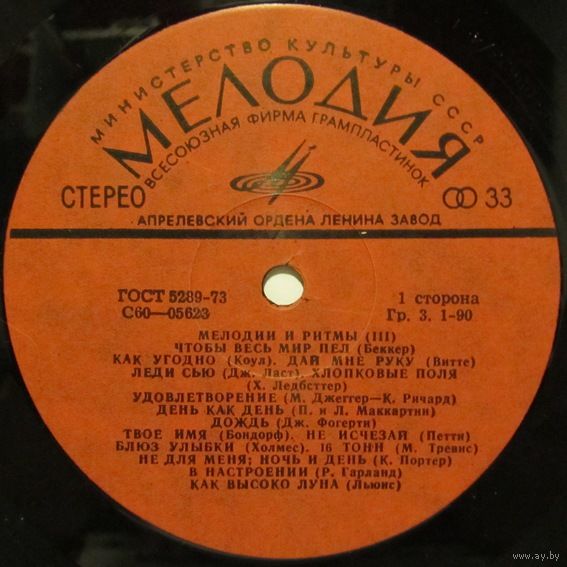 МИНИСТЕРСТВО КУЛЬТУРЫ СССР
МЕЛОДИЯ
ВСЕСОЮЗНАЯ ФИРМА ГРАМПЛАСТИНОК
СТЕРЕО 33
АПРЕЛЕВСКИЙ ОРДЕНА ЛЕНИНА ЗАВОД
ГОСТ 5289-73 1 сторона
С60—05623 Гр. 3. 1-90
МЕЛОДИИ И РИТМЫ (III)
ЧТОБЫ ВЕСЬ МИР ПЕЛ (Беккер)
КАК УГОДНО (Коул). ДАЙ МНЕ РУКУ (Витте)
ЛЕДИ СЬЮ (Дж. Ласт). ХЛОПКОВЫЕ ПОЛЯ
(Х. Ледбеттер)
УДОВЛЕТВОРЕНИЕ (М. Джеггер—К. Ричард)
ДЕНЬ КАК ДЕНЬ (П. и Л. Маккартни)
ДОЖДЬ (Дж. Фогерти)
ТВОЕ ИМЯ (Бондорф). НЕ ИСЧЕЗАЙ (Петти)
БЛЮЗ УЛЫБКИ (Холмес). 16 ТОНН (М. Тревис)
НЕ ДЛЯ МЕНЯ; НОЧЬ И ДЕНЬ (К. Портер)
В НАСТРОЕНИИ (Р. Гарланд)
КАК ВЫСОКО ЛУНА (Льюис)
www.ay.by